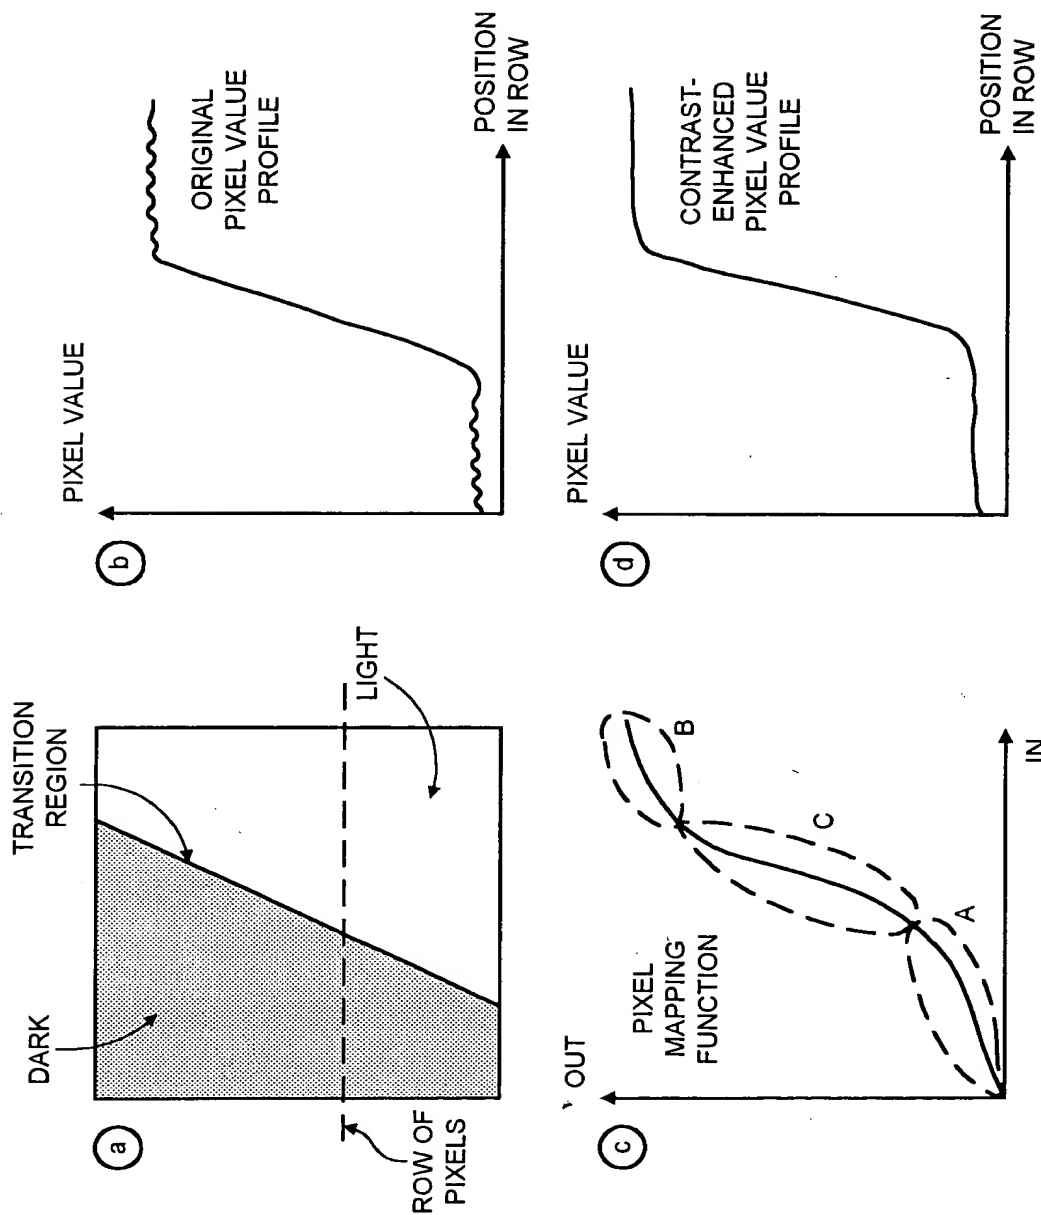 a
DARK
TRANSITION
REGION
LIGHT
ROW OF
PIXELS
b
PIXEL VALUE
ORIGINAL
PIXEL VALUE
PROFILE
POSITION
IN ROW
c
OUT
PIXEL
MAPPING
FUNCTION
A
B
C
IN
d
PIXEL VALUE
CONTRAST-
ENHANCED
PIXEL VALUE
PROFILE
POSITION
IN ROW